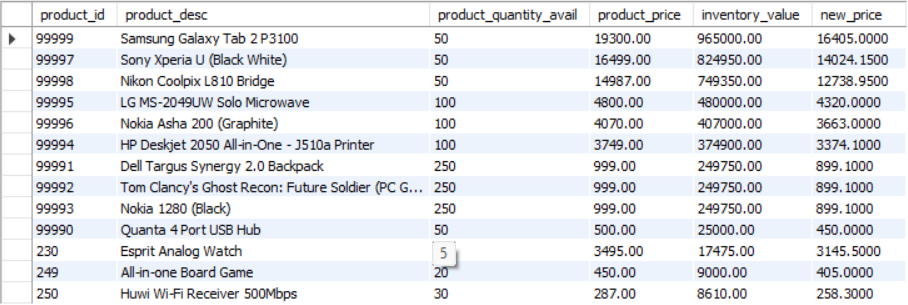 product_id product_desc product_quantity_avail product_price inventory_value new_price
99999 Samsung Galaxy Tab 2 P3100 50 19300.00 965000.00 16405.0000
99997 Sony Xperia U (Black White) 50 16499.00 824950.00 14024.1500
99998 Nikon Coolpix L810 Bridge 50 14987.00 749350.00 12738.9500
99995 LG MS-2049UW Solo Microwave 100 4800.00 480000.00 4320.0000
99996 Nokia Asha 200 (Graphite) 100 4070.00 407000.00 3663.0000
99994 HP Deskjet 2050 All-in-One - J510a Printer 100 3749.00 374900.00 3374.1000
99991 Dell Targus Synergy 2.0 Backpack 250 999.00 249750.00 899.1000
99992 Tom Clancy's Ghost Recon: Future Soldier (PC G... 250 999.00 249750.00 899.1000
99993 Nokia 1280 (Black) 250 999.00 249750.00 899.1000
99990 Quanta 4 Port USB Hub 50 500.00 25000.00 450.0000
230 Esprit Analog Watch 5 3495.00 17475.00 3145.5000
249 All-in-one Board Game 20 450.00 9000.00 405.0000
250 Huwi Wi-Fi Receiver 500Mbps 30 287.00 8610.00 258.3000